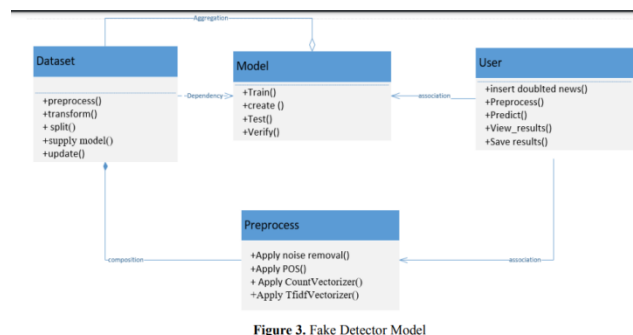 Aggregation
Dataset
+preprocess()
+transform()
+ split()
+supply model()
+update()
-Dependency-
Model
+Train()
+create ()
+Test()
+Verify()
association
User
+insert doublted news()
+Preprocess()
+Predict()
+View_results()
+Save results()
composition
Preprocess
+Apply noise removal()
+Apply POS()
+ Apply CountVectorizer()
+Apply TfidfVectorizer()
association
Figure 3. Fake Detector Model